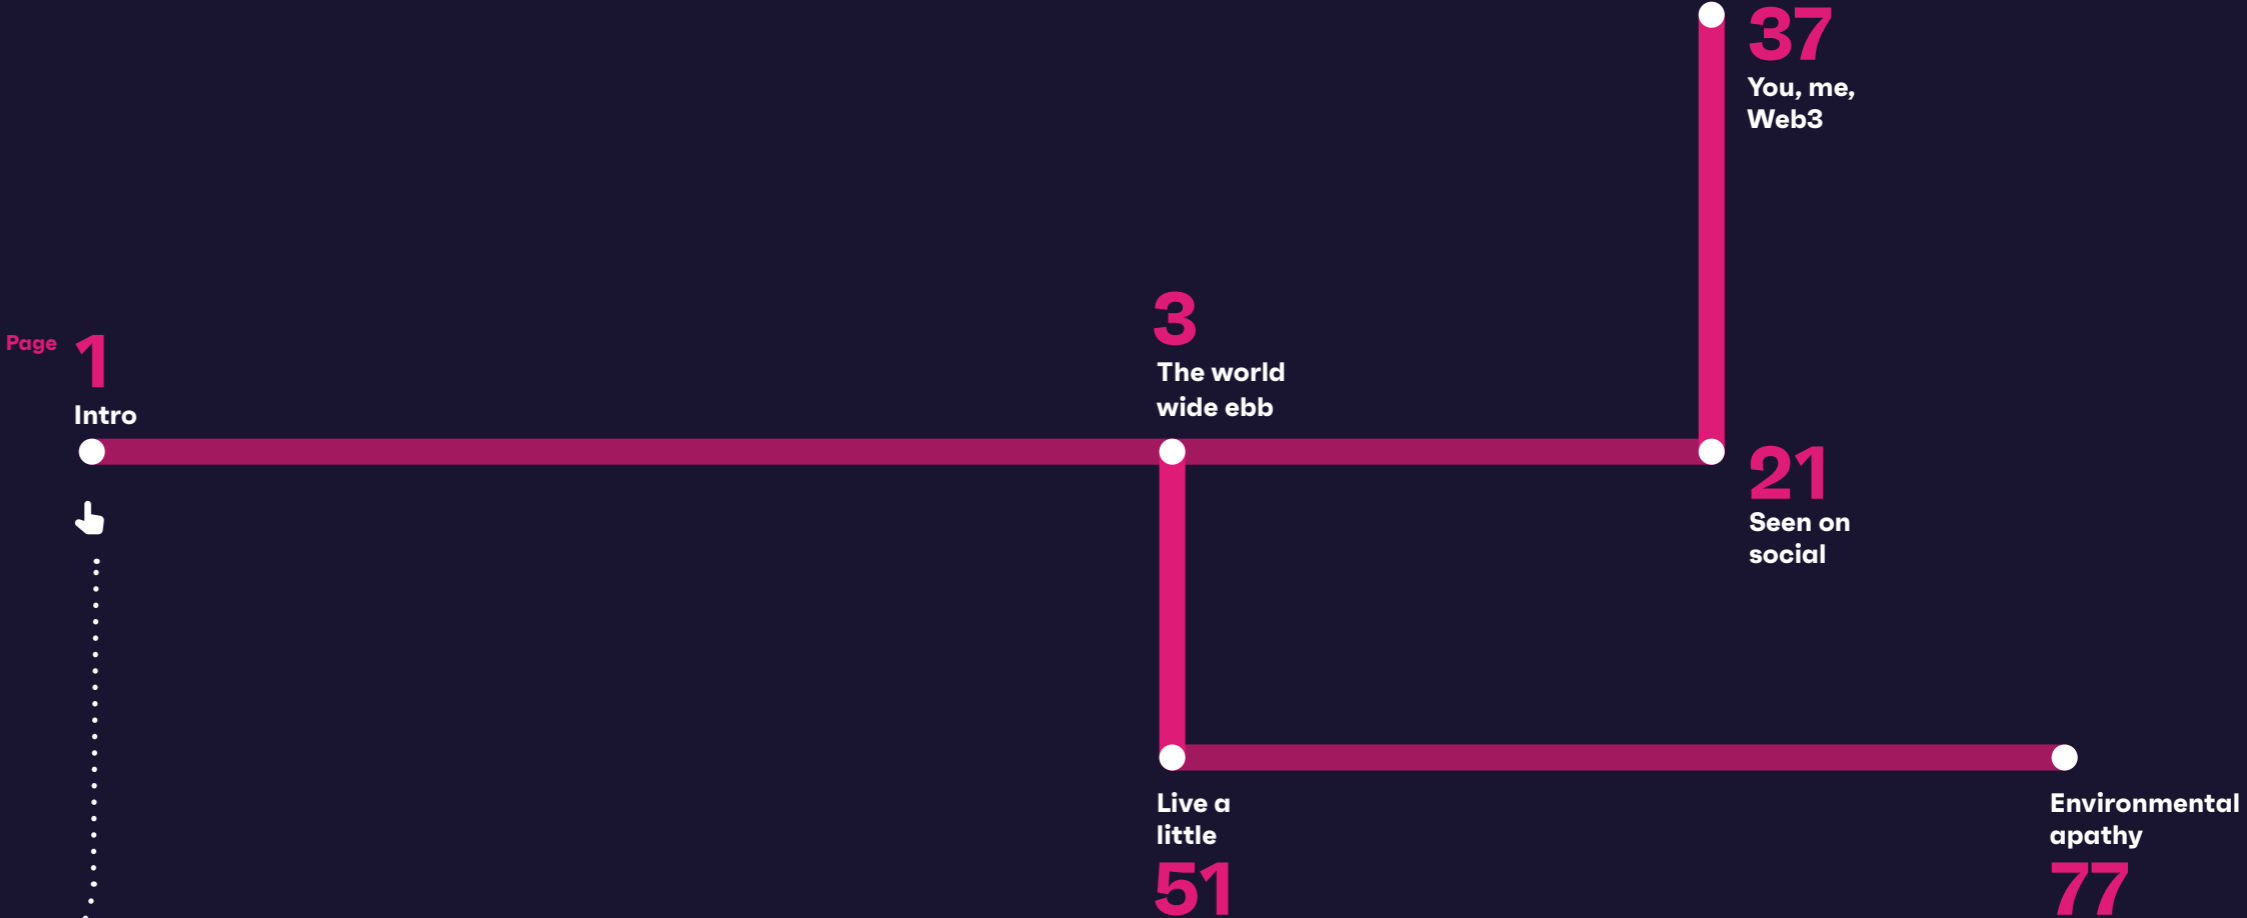 Page 1
Intro
3
The world
wide ebb
37
You, me,
Web3
21
Seen on
social
Live a
little
51
Environmental
apathy
77